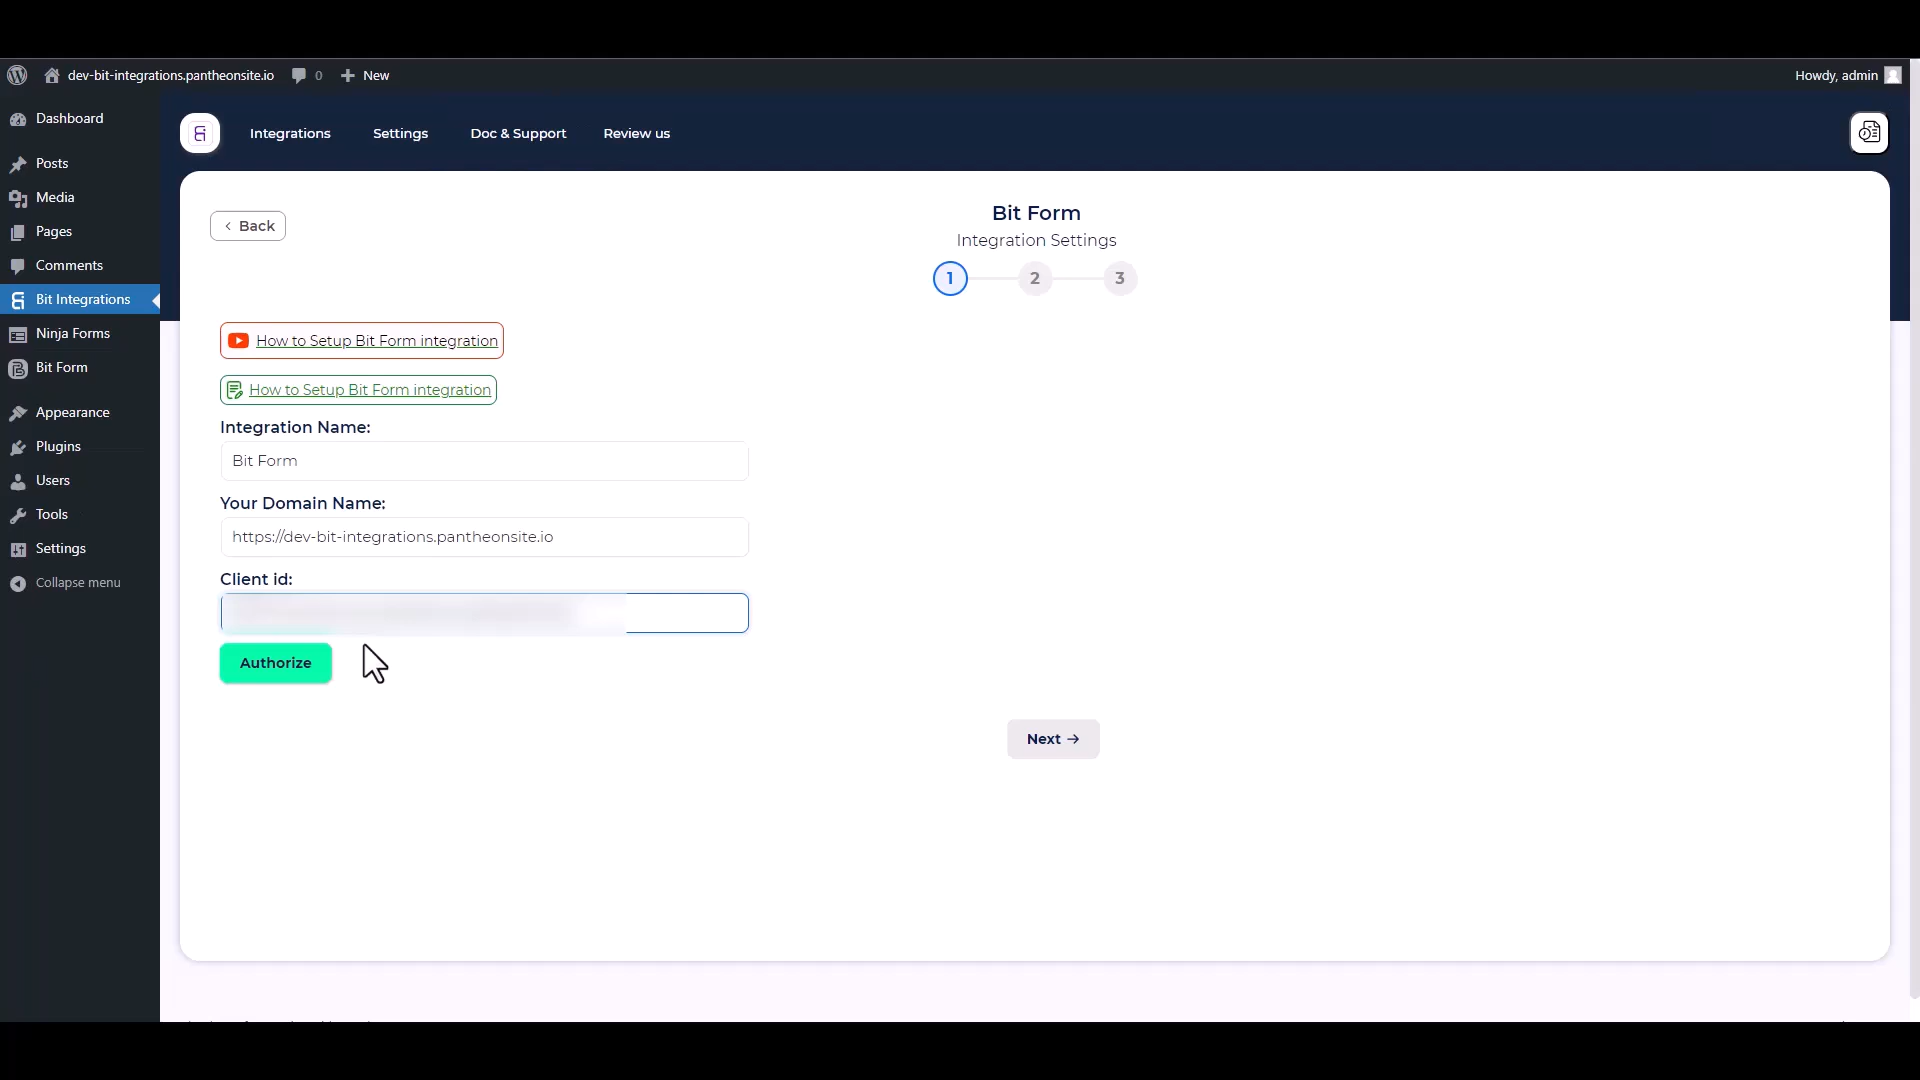 dev-bit-integrations.pantheonsite.io
0
New
Howdy, admin
Dashboard
Posts
Media
Pages
Comments
Bit Integrations
Ninja Forms
Bit Form
Appearance
Plugins
Users
Tools
Settings
Collapse menu
Integrations
Settings
Doc & Support
Review us
Back
Bit Form
Integration Settings
1
2
3
How to Setup Bit Form integration
How to Setup Bit Form integration
Integration Name:
Bit Form
Your Domain Name:
https://dev-bit-integrations.pantheonsite.io
Client id:
Authorize
Next →